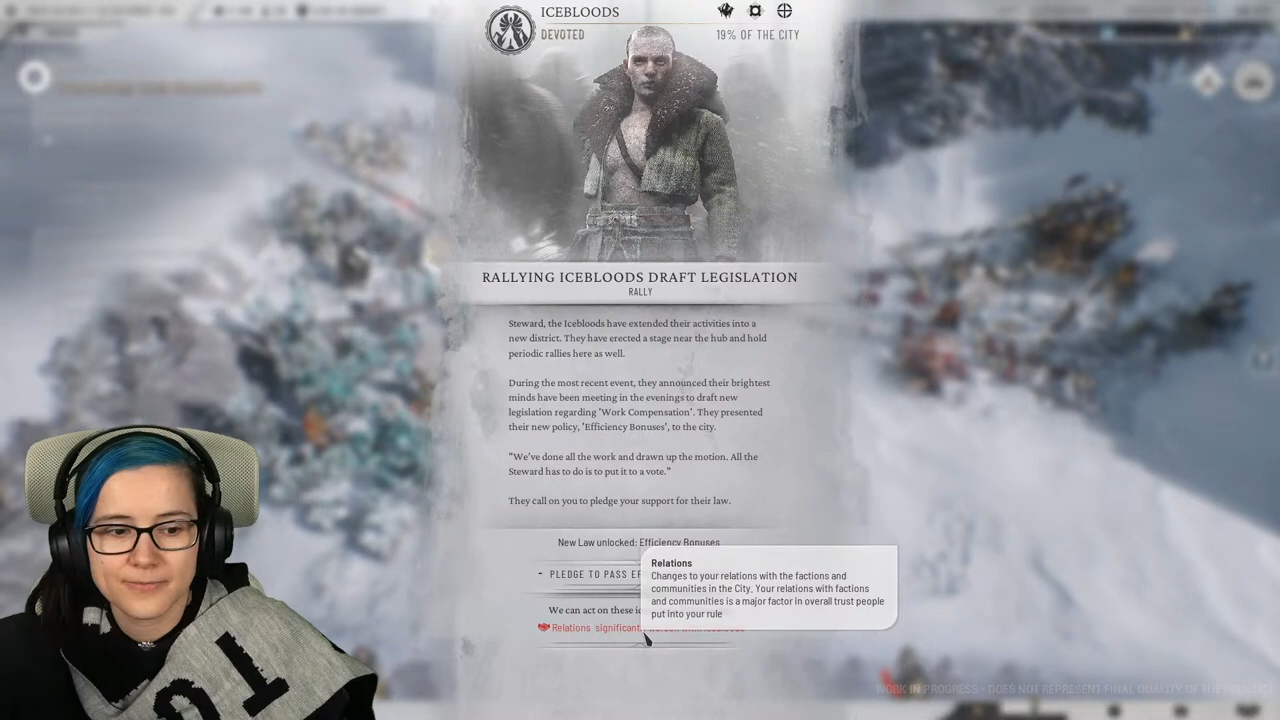 ICEBLOODS
DEVOTED
19% OF THE CITY
RALLYING ICEBLOODS DRAFT LEGISLATION
RALLY
Steward, the Icebloods have extended their activities into a
new district. They have erected a stage near the hub and hold
periodic rallies here as well.
During the most recent event, they announced their brightest
minds have been meeting in the evenings to draft new
legislation regarding 'Work Compensation'. They presented
their new policy, 'Efficiency Bonuses', to the city.
"We've done all the work and drawn up the motion. All the
Steward has to do is to put it to a vote."
They call on you to pledge your support for their law.
New Law unlocked: Efficiency Bonuses
- PLEDGE TO PASS
Relations
Changes to your relations with the factions and
communities in the City. Your relations with factions
and communities is a major factor in overall trust people
put into your rule
We can act on these
Relations
WORK IN PROGRESS - DOES NOT REPRESENT FINAL QUALITY OF THE
01